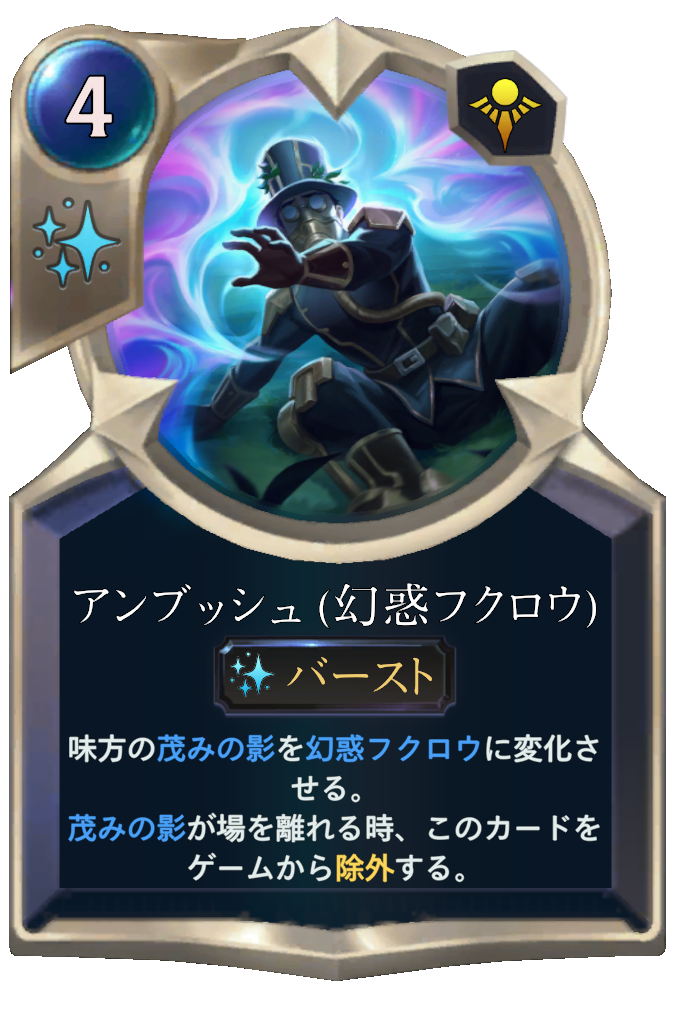 4
アンブッシュ (幻惑フクロウ)
バースト
味方の茂みの影を幻惑フクロウに変化さ
せる。
茂みの影が場を離れる時、このカードを
ゲームから除外する。